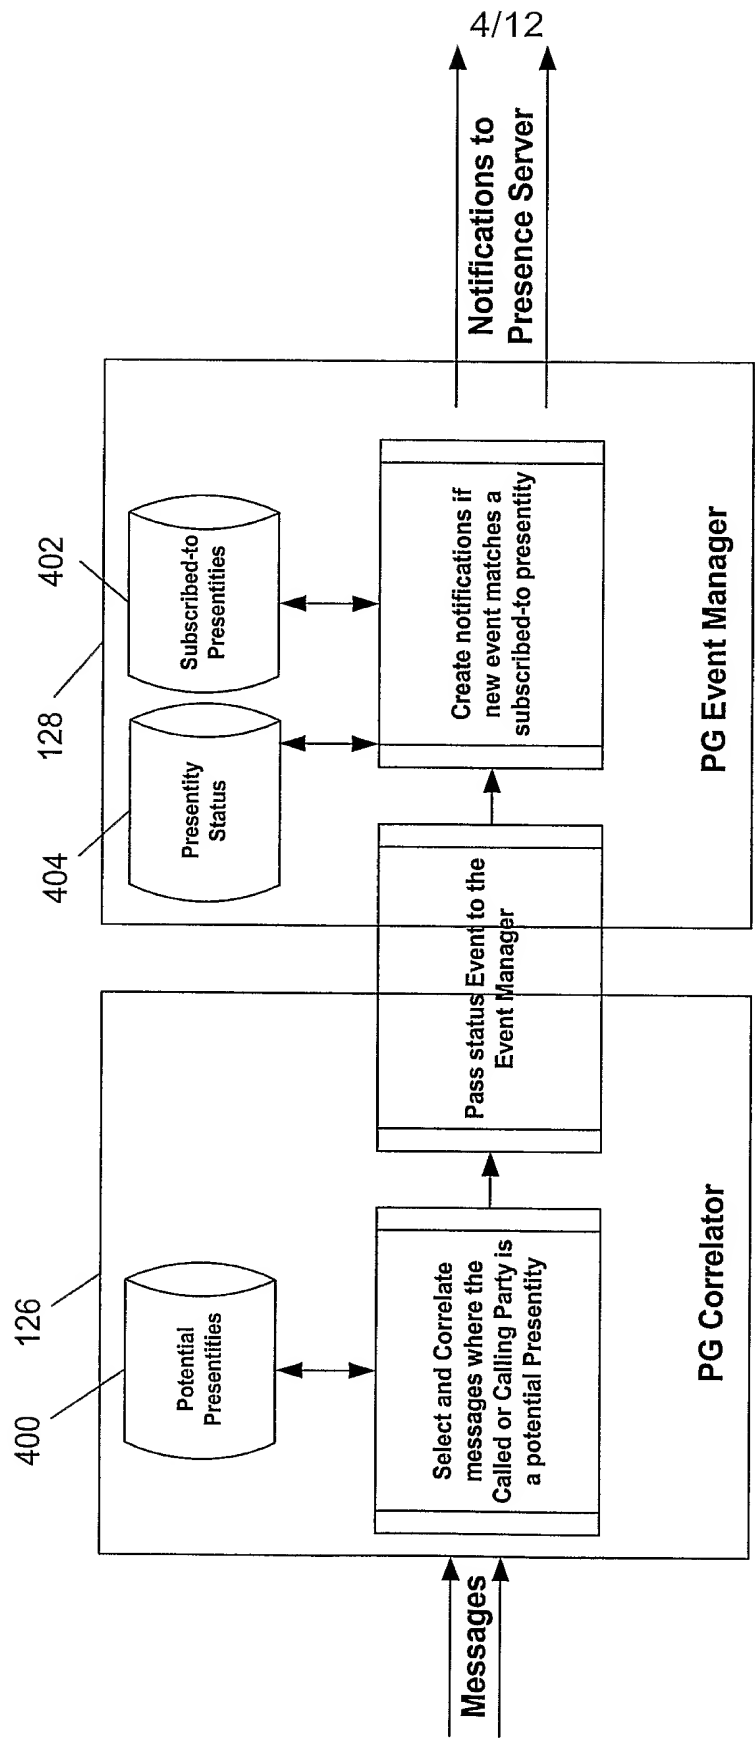 4/12
Notifications to
Presence Server
402
128
404
Subscribed-to
Presentities
Presentity
Status
Create notifications if
new event matches a
subscribed-to presentity
PG Event Manager
Pass status Event to the
Event Manager
126
400
Potential
Presentities
Select and Correlate
messages where the
Called or Calling Party is
a potential Presentity
PG Correlator
Messages